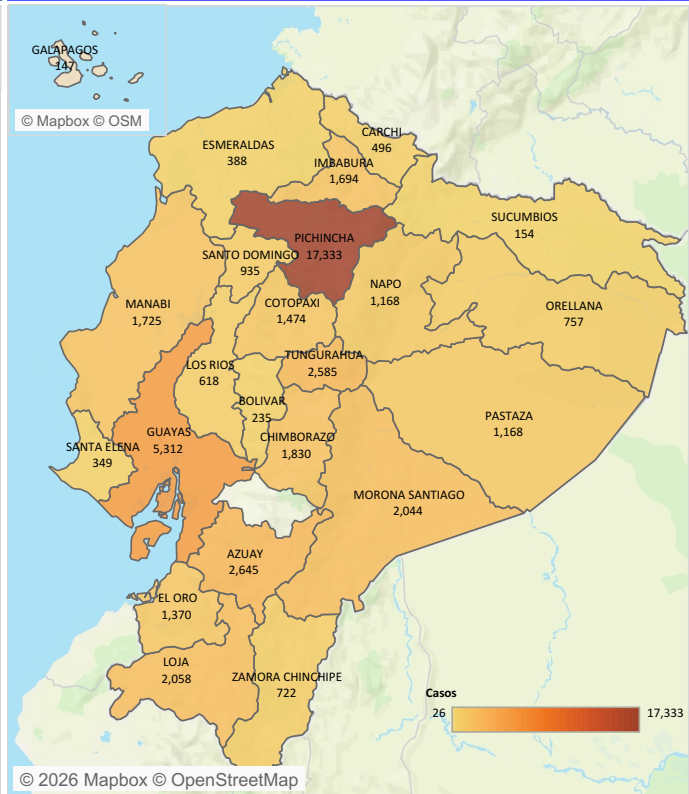 GALAPAGOS
147
© Mapbox © OSM
CARCHI
496
ESMERALDAS
388
IMBABURA
1,694
SUCUMBIOS
154
PICHINCHA
17,333
SANTO DOMINGO
935
NAPO
1,168
MANABI
1,725
COTOPAXI
1,474
ORELLANA
757
TUNGURAHUA
2,585
LOS RIOS
618
BOLIVAR
235
PASTAZA
1,168
GUAYAS
5,312
CHIMBORAZO
1,830
SANTA ELENA
349
MORONA SANTIAGO
2,044
AZUAY
2,645
EL ORO
1,370
LOJA
2,058
ZAMORA CHINCHIPE
722
Casos
26 17,333
© 2026 Mapbox © OpenStreetMap